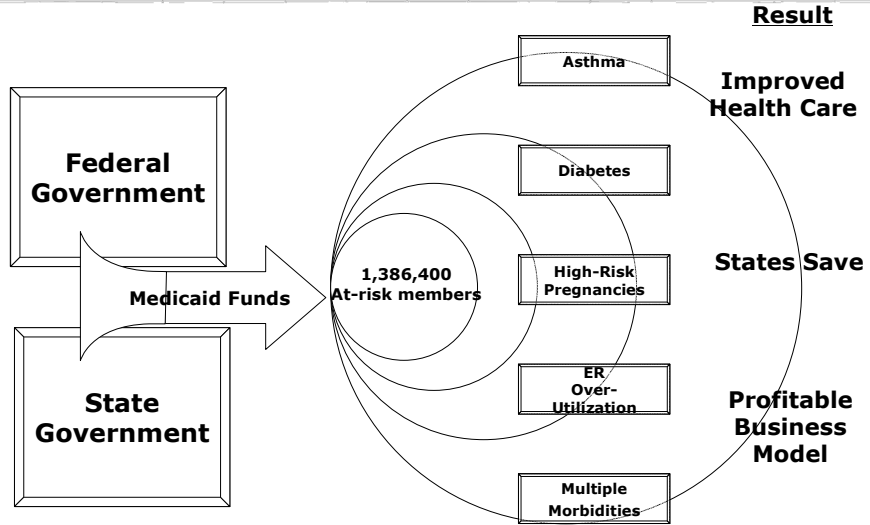 Result
Federal
Government
State
Government
Medicaid Funds
1,386,400
At-risk members
Asthma
Diabetes
High-Risk
Pregnancies
ER
Over-
Utilization
Multiple
Morbidities
Improved
Health Care
States Save
Profitable
Business
Model